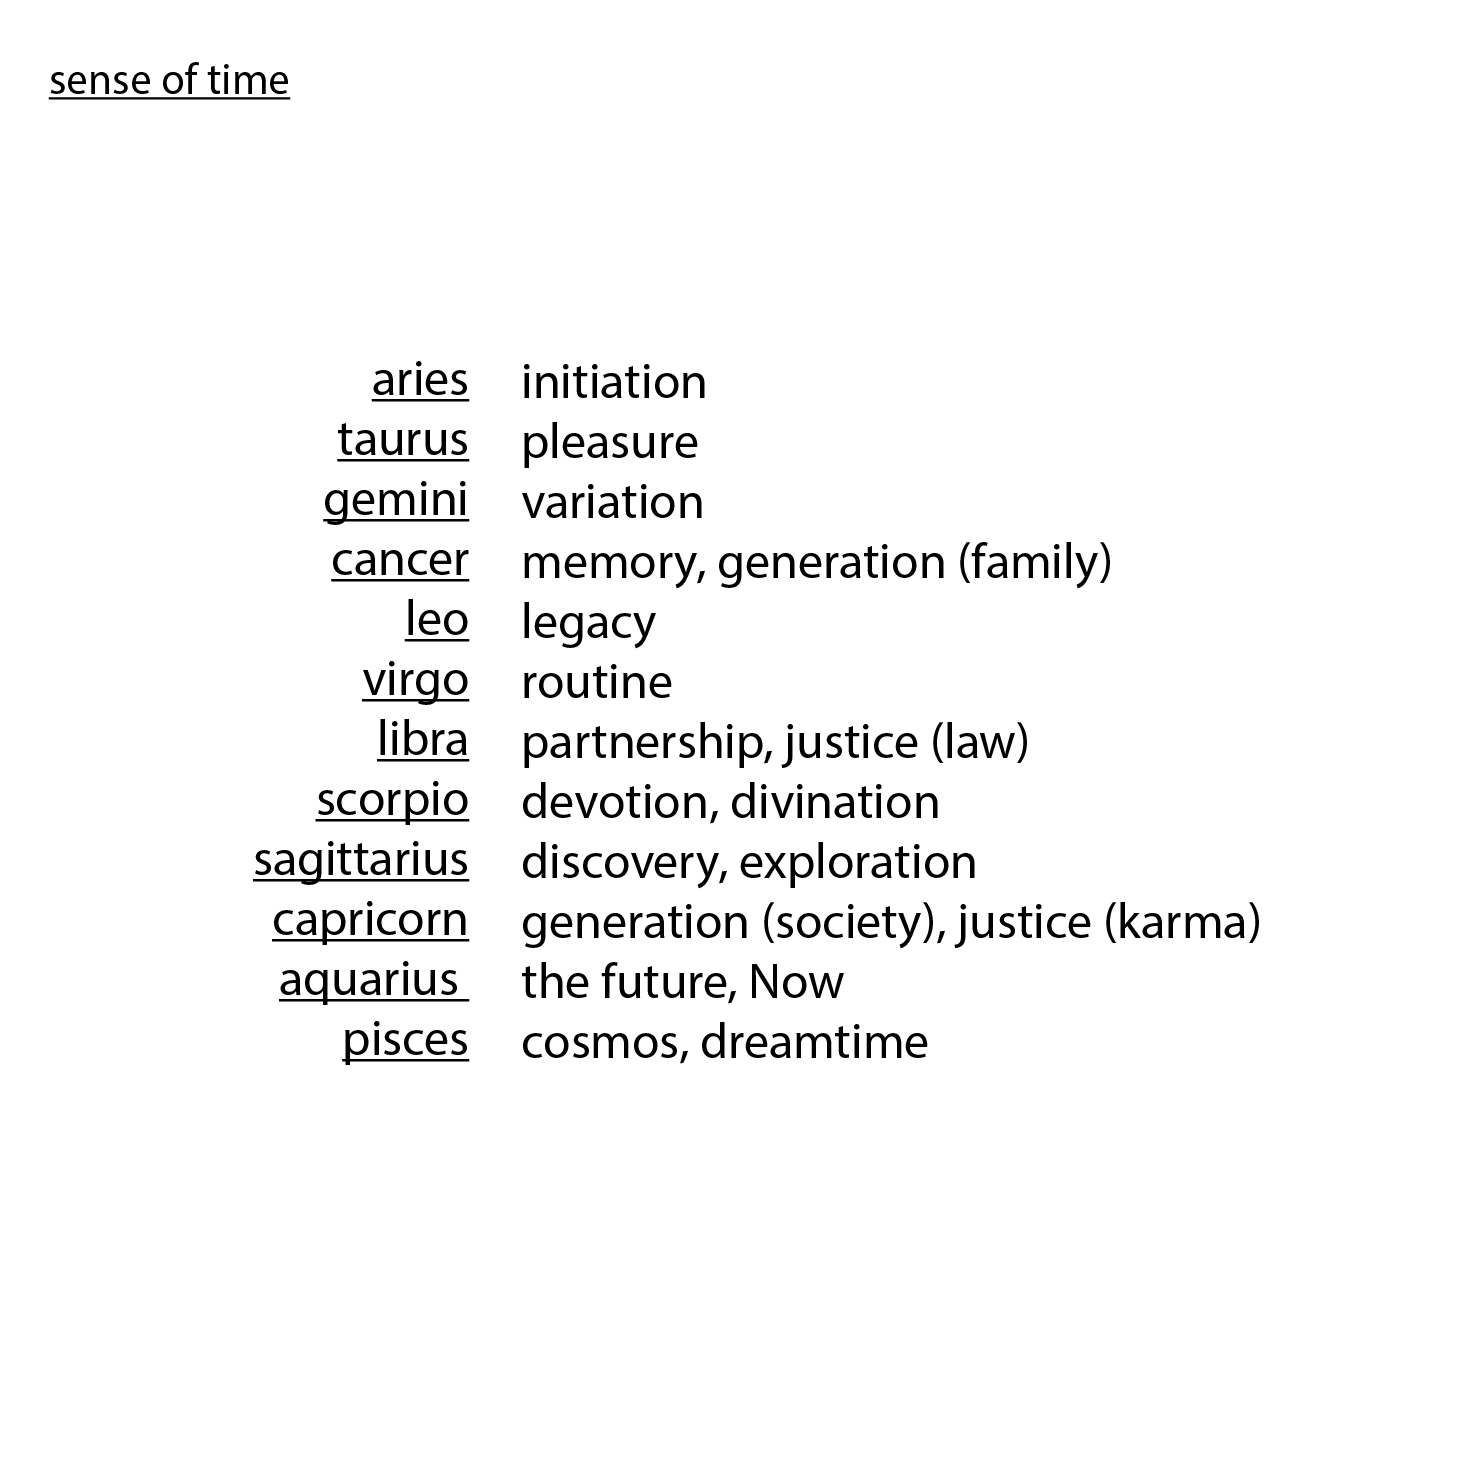 sense of time
aries initiation
taurus pleasure
gemini variation
cancer memory, generation (family)
leo legacy
virgo routine
libra partnership, justice (law)
scorpio devotion, divination
sagittarius discovery, exploration
capricorn generation (society), justice (karma)
aquarius the future, Now
pisces cosmos, dreamtime